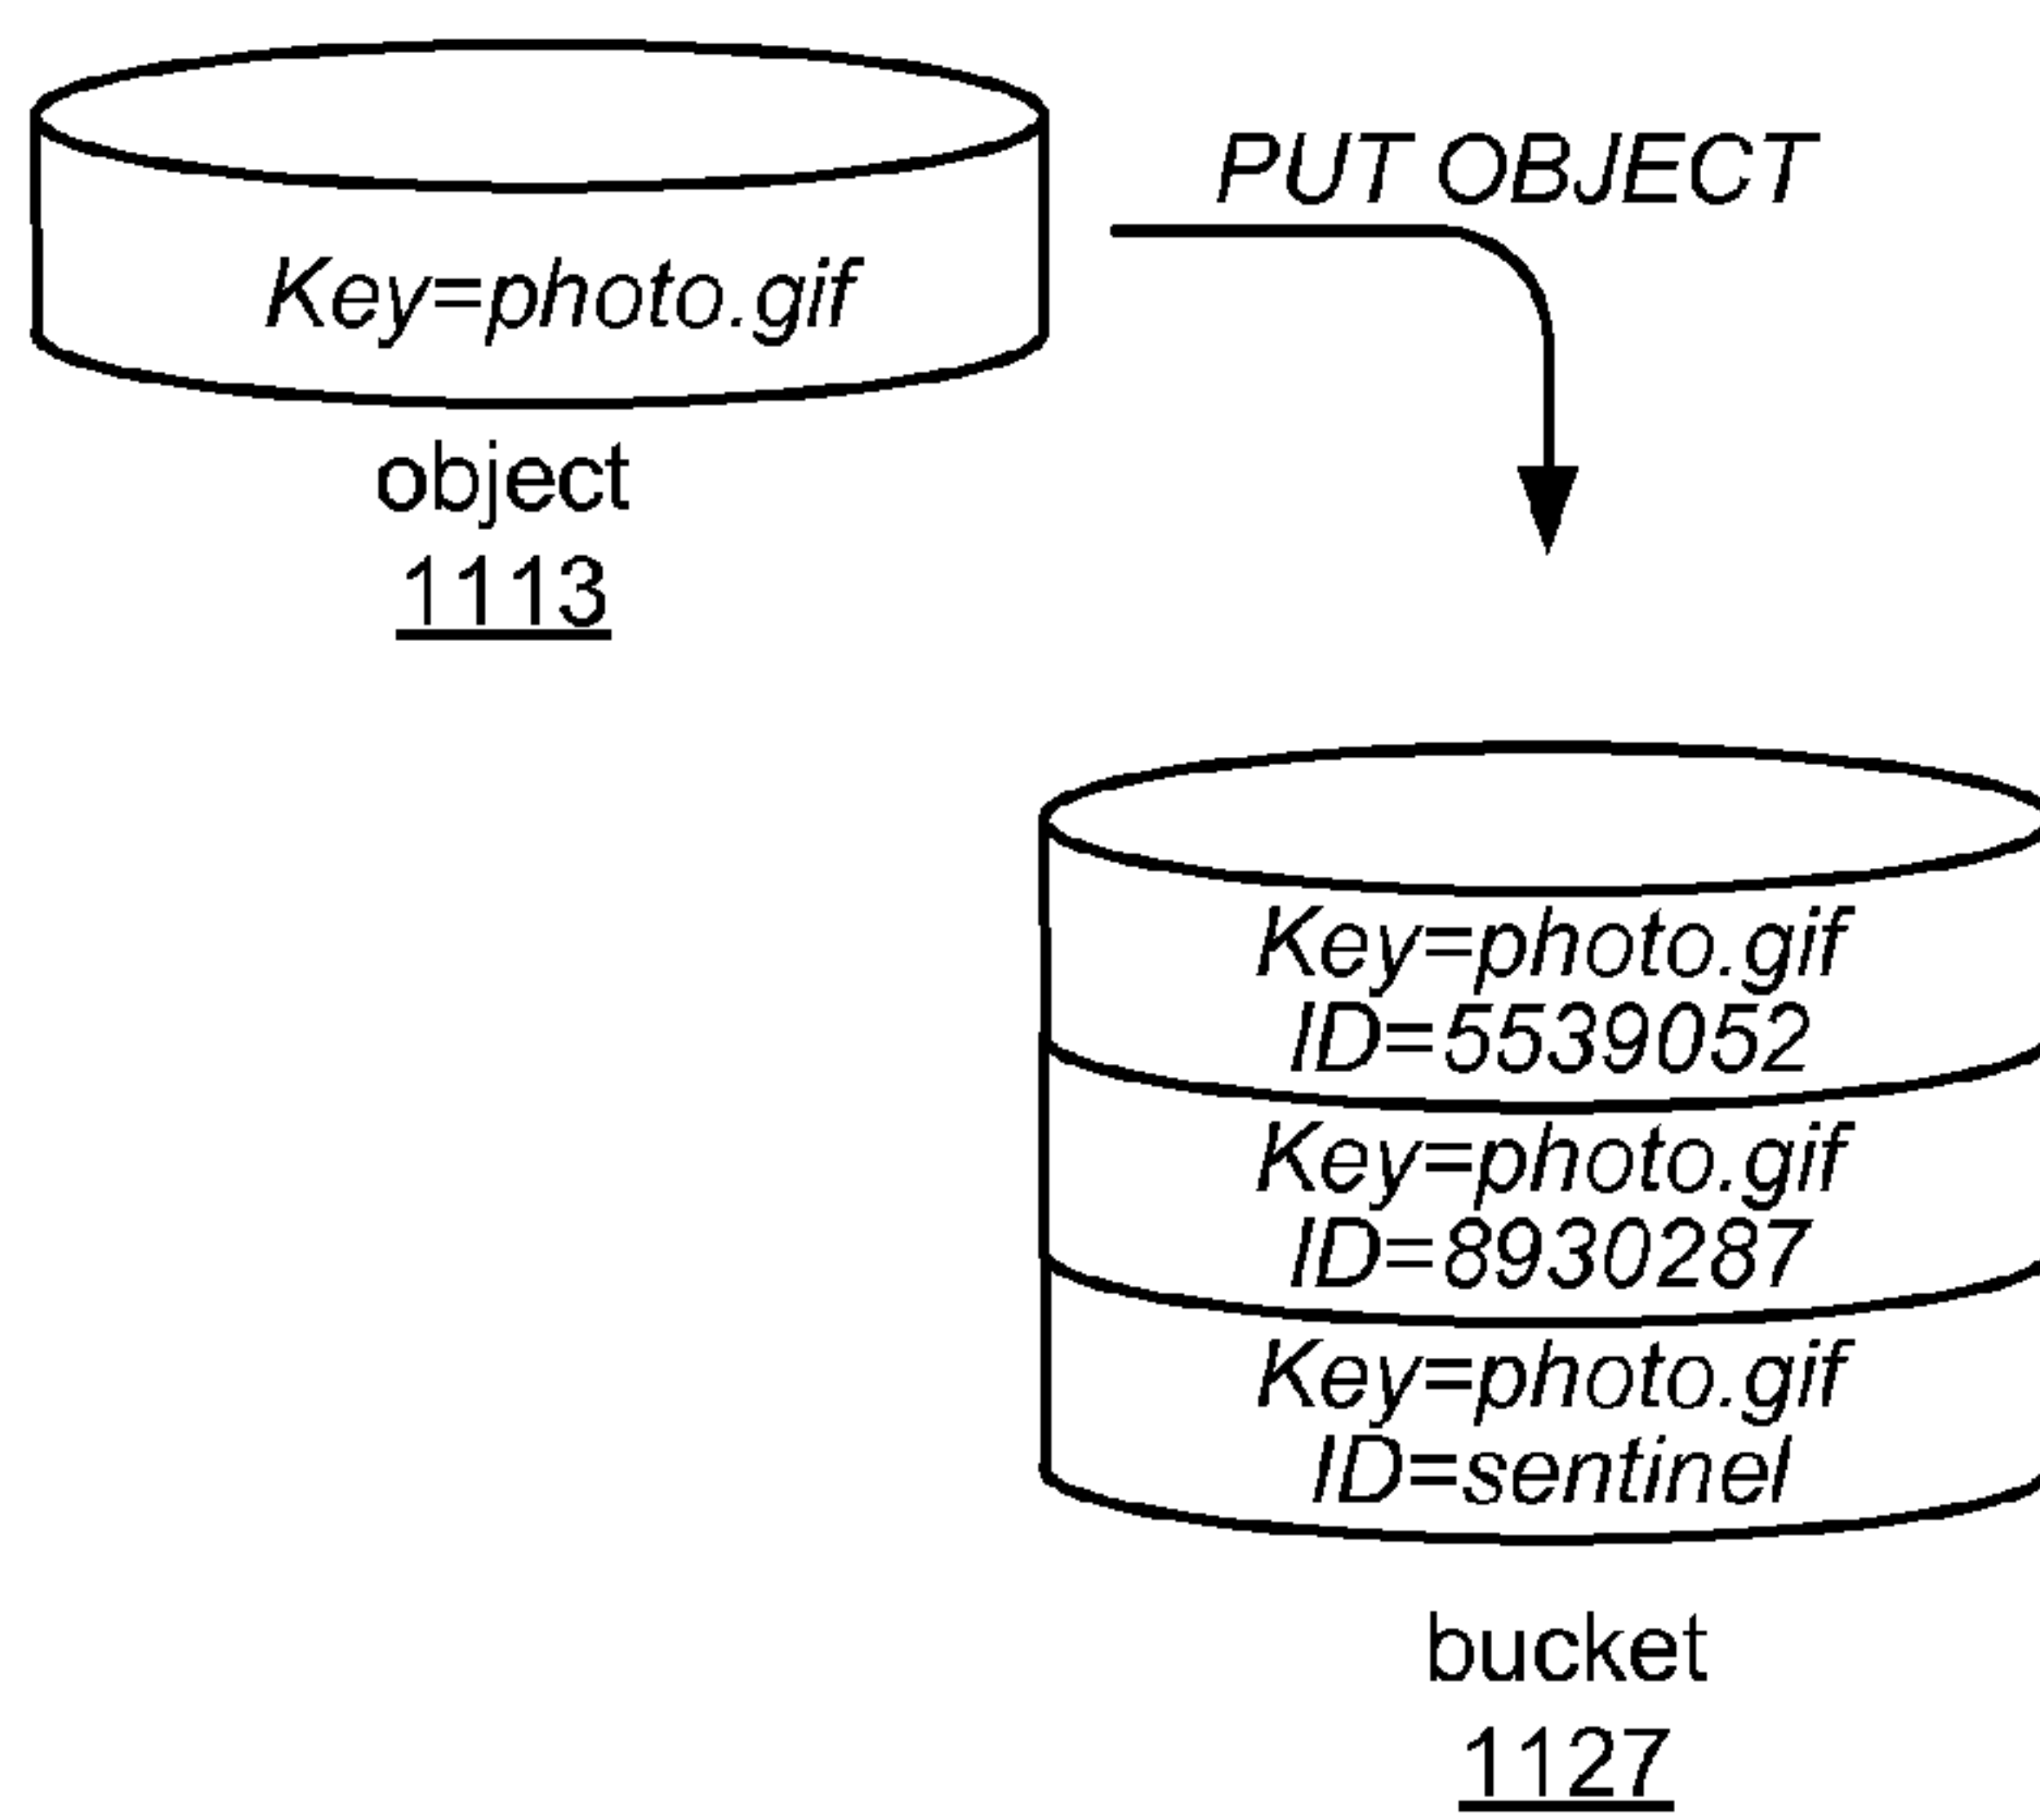 PUT OBJECT
Key=photo.gif
object
1113
Key=photo.gif
ID=5539052
Key=photo.gif
ID=8930287
Key=photo.gif
ID=sentinel
bucket
1127